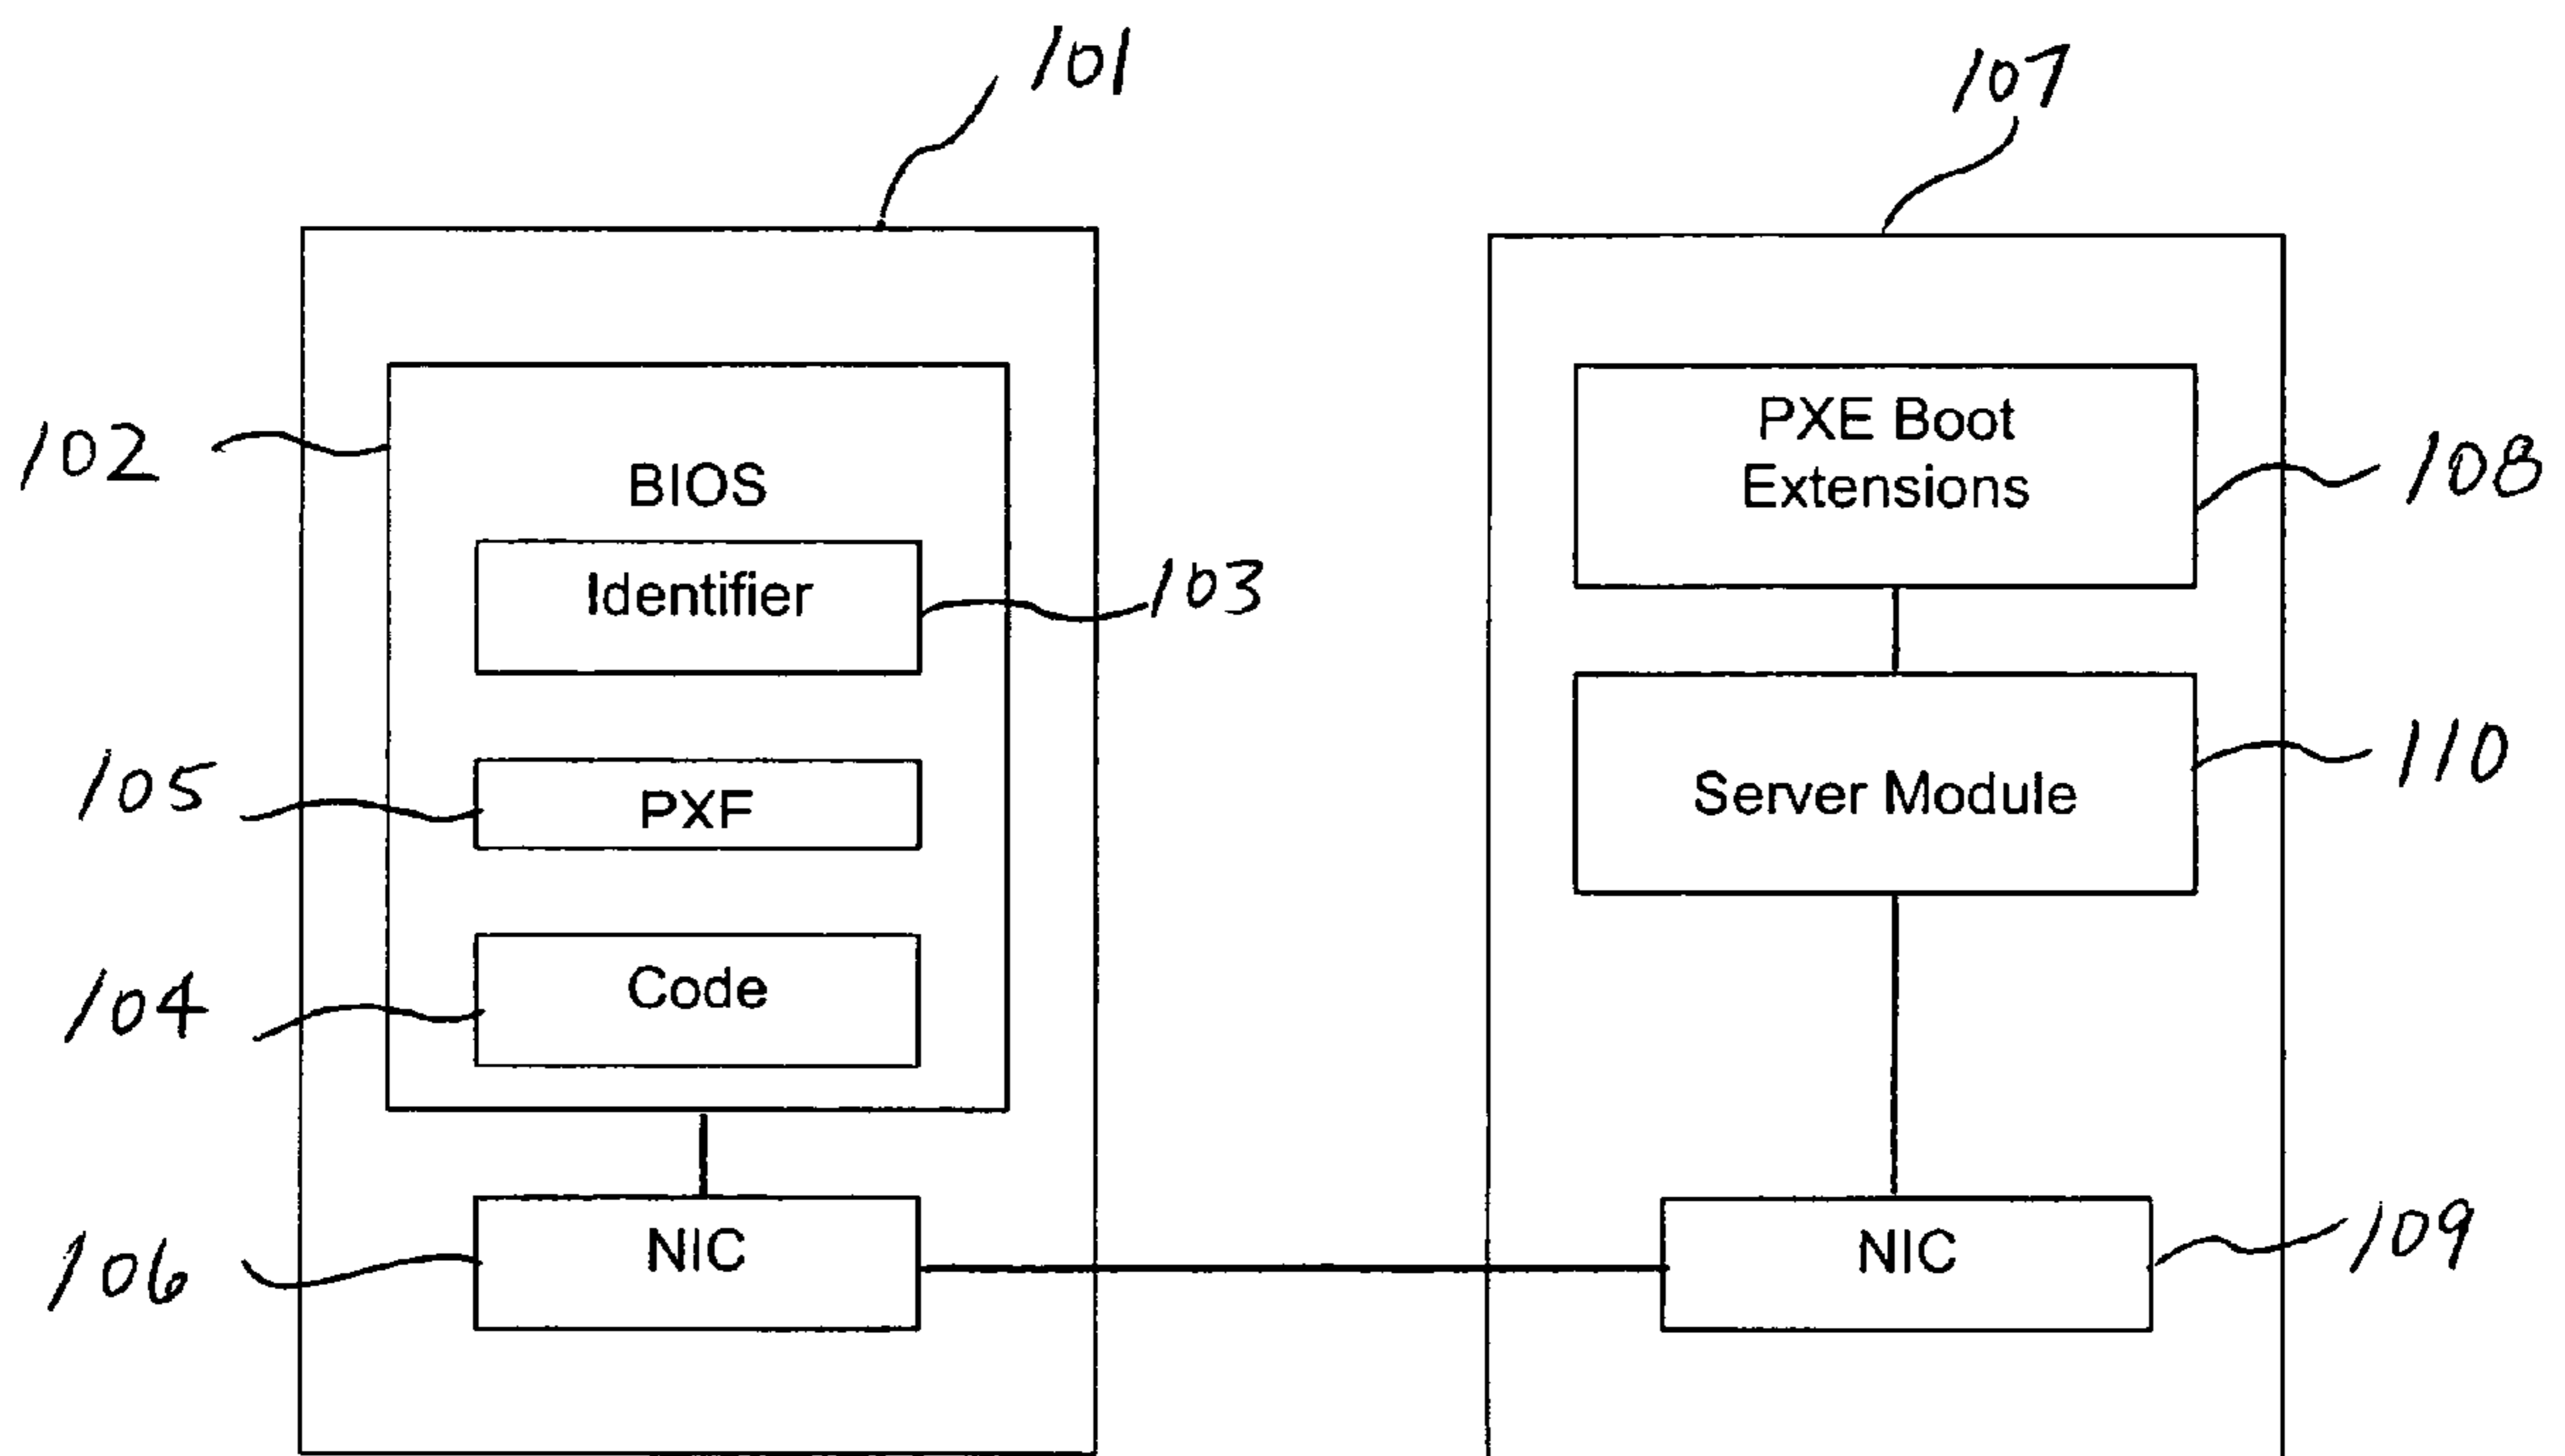 101
107
102
BIOS
PXE Boot
Extensions
108
Identifier
103
105
PXF
Server Module
110
104
Code
106
NIC
NIC
109